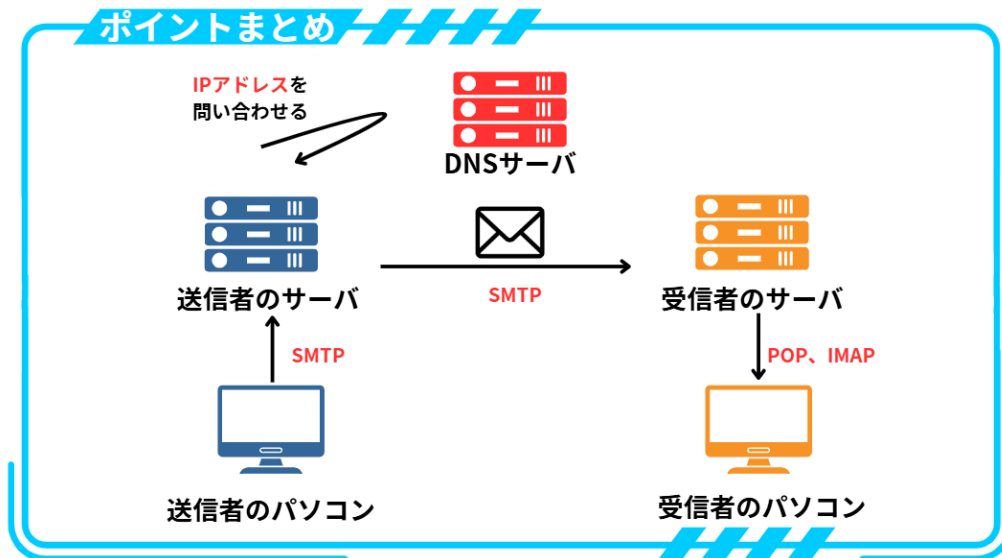 ポイントまとめ
IPアドレスを
問い合わせる
DNSサーバ
送信者のサーバ
SMTP
受信者のサーバ
SMTP
POP、IMAP
送信者のパソコン
受信者のパソコン